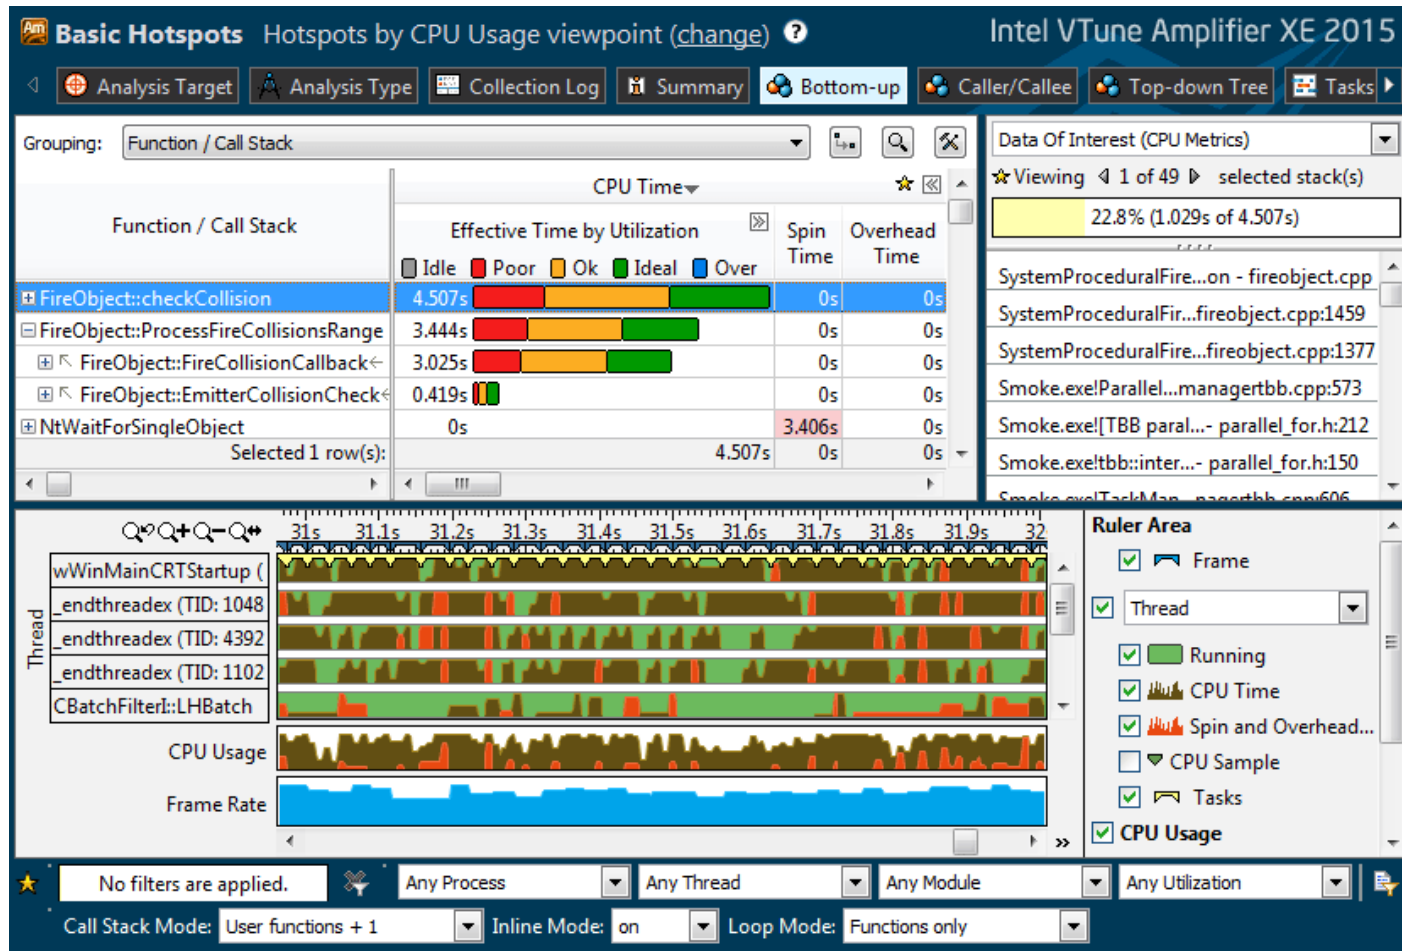 Basic Hotspots Hotspots by CPU Usage viewpoint (change) ? Intel VTune Amplifier XE 2015
Analysis Target Analysis Type Collection Log Summary Bottom-up Caller/Callee Top-down Tree Tasks
Grouping: Function / Call Stack
Function / Call Stack
CPU Time
Effective Time by Utilization
Spin Time
Overhead Time
Idle Poor Ok Ideal Over
FireObject::checkCollision 4.507s 0s 0s
FireObject::ProcessFireCollisionsRange 3.444s 0s 0s
FireObject::FireCollisionCallback 3.025s 0s 0s
FireObject::EmitterCollisionCheck 0.419s 0s 0s
NtWaitForSingleObject 0s 3.406s 0s
Selected 1 row(s): 4.507s 0s 0s
Data Of Interest (CPU Metrics)
Viewing 1 of 49 selected stack(s)
22.8% (1.029s of 4.507s)
SystemProceduralFire...on - fireobject.cpp
SystemProceduralFir...fireobject.cpp:1459
SystemProceduralFire...fireobject.cpp:1377
Smoke.exe!Parallel...managertbb.cpp:573
Smoke.exe![TBB paral...- parallel_for.h:212
Smoke.exe!tbb::inter...- parallel_for.h:150
Smoke.exe!TaskMan...nagertbb.cpp:606
31s 31.1s 31.2s 31.3s 31.4s 31.5s 31.6s 31.7s 31.8s 31.9s 32
Thread
wWinMainCRTStartup (
_endthreadex (TID: 1048
_endthreadex (TID: 4392
_endthreadex (TID: 1102
CBatchFilterI::LHBatch
CPU Usage
Frame Rate
Ruler Area
Frame
Thread
Running
CPU Time
Spin and Overhead...
CPU Sample
Tasks
CPU Usage
No filters are applied. Any Process Any Thread Any Module Any Utilization
Call Stack Mode: User functions + 1 Inline Mode: on Loop Mode: Functions only